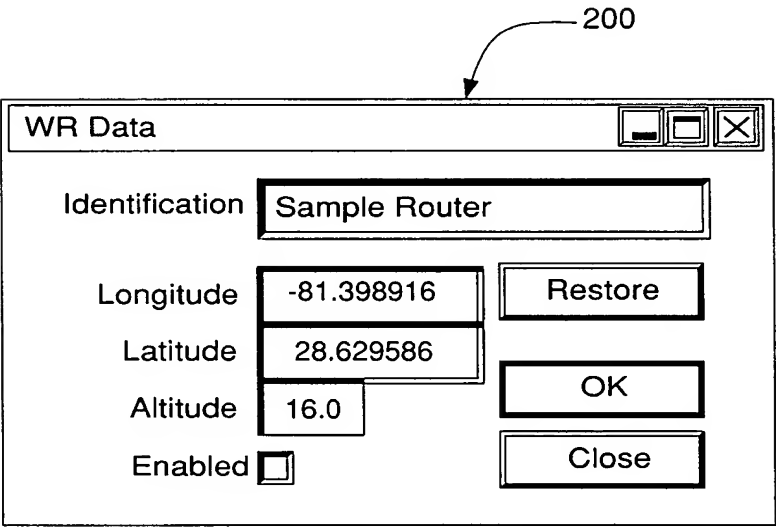 200
WR Data
Identification Sample Router
Longitude -81.398916 Restore
Latitude 28.629586
Altitude 16.0 OK
Enabled Close